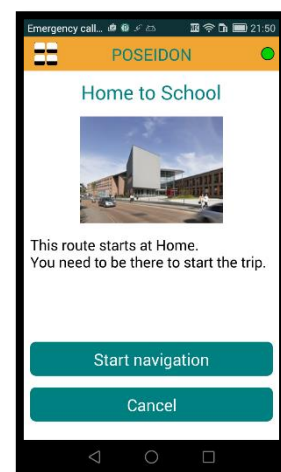 Emergency call... 21:50
POSEIDON
Home to School
This route starts at Home.
You need to be there to start the trip.
Start navigation
Cancel